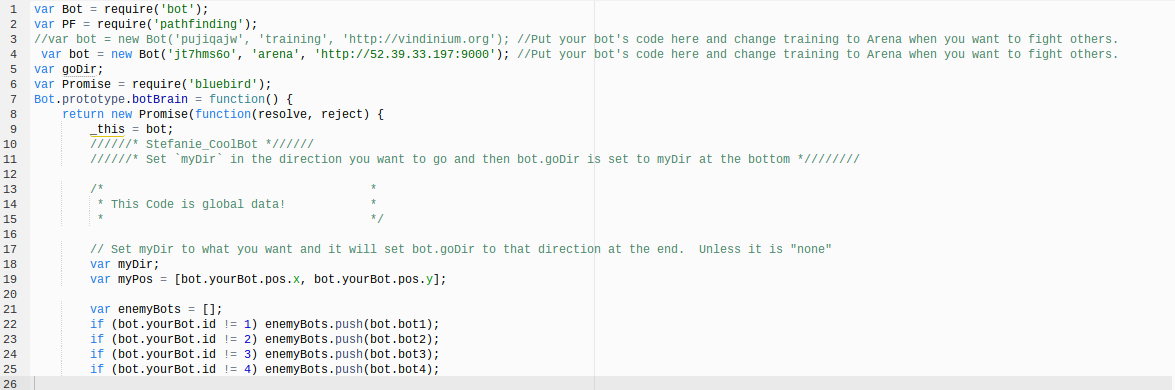 1 var Bot = require('bot');
2 var PF = require('pathfinding');
3 //var bot = new Bot('pujiqajw', 'training', 'http://vindinium.org'); //Put your bot's code here and change training to Arena when you want to fight others.
4 var bot = new Bot('jt7hms6o', 'arena', 'http://52.39.33.197:9000'); //Put your bot's code here and change training to Arena when you want to fight others.
5 var goDir;
6 var Promise = require('bluebird');
7 Bot.prototype.botBrain = function() {
8 return new Promise(function(resolve, reject) {
9 _this = bot;
10 //////* Stefanie_CoolBot *//////
11 //////* Set `myDir` in the direction you want to go and then bot.goDir is set to myDir at the bottom *////////
12
13 /* *
14 * This Code is global data! *
15 * */
16
17 // Set myDir to what you want and it will set bot.goDir to that direction at the end.  Unless it is "none"
18 var myDir;
19 var myPos = [bot.yourBot.pos.x, bot.yourBot.pos.y];
20
21 var enemyBots = [];
22 if (bot.yourBot.id != 1) enemyBots.push(bot.bot1);
23 if (bot.yourBot.id != 2) enemyBots.push(bot.bot2);
24 if (bot.yourBot.id != 3) enemyBots.push(bot.bot3);
25 if (bot.yourBot.id != 4) enemyBots.push(bot.bot4);
26